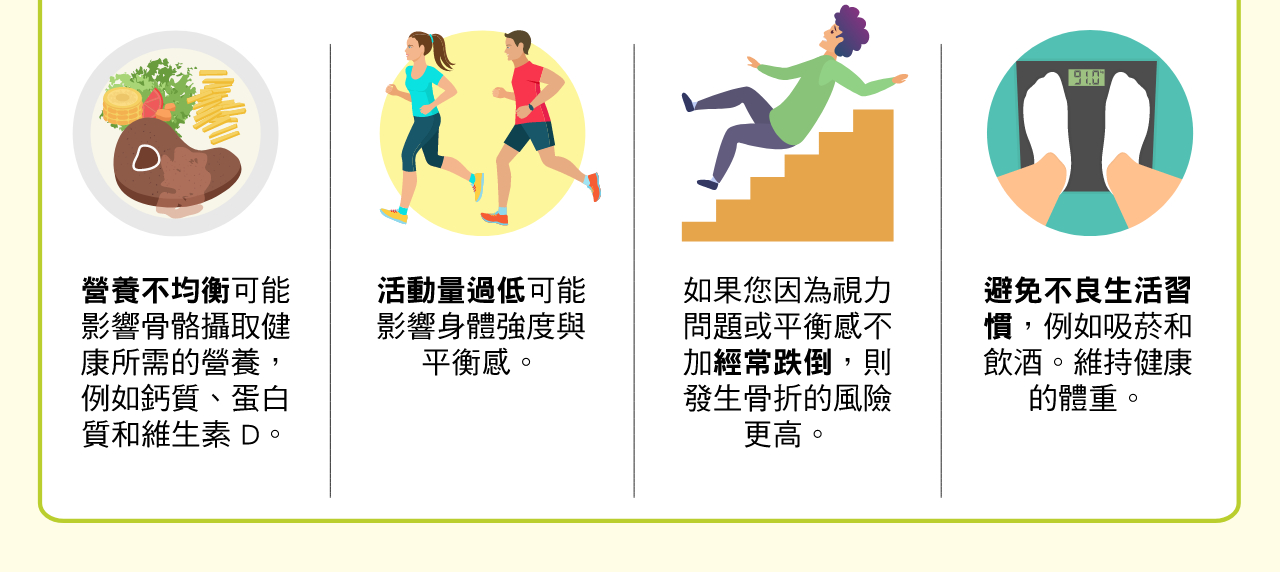 91.0
營養不均衡可能
影響骨骼攝取健
康所需的營養，
例如鈣質、蛋白
質和維生素 D。
活動量過低可能
影響身體強度與
平衡感。
如果您因為視力
問題或平衡感不
加經常跌倒，則
發生骨折的風險
更高。
避免不良生活習
慣，例如吸菸和
飲酒。維持健康
的體重。